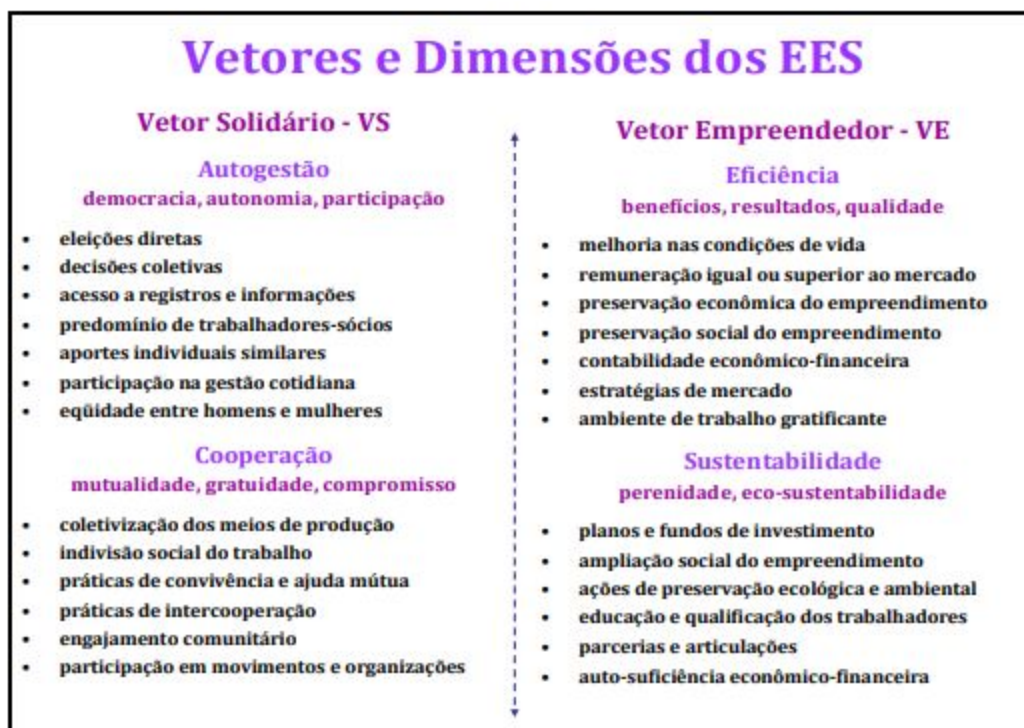 Vetores e Dimensões dos EES
Vetor Solidário - VS
Autogestão
democracia, autonomia, participação
• eleições diretas
• decisões coletivas
• acesso a registros e informações
• predomínio de trabalhadores-sócios
• aportes individuais similares
• participação na gestão cotidiana
• eqüidade entre homens e mulheres
Cooperação
mutualidade, gratuidade, compromisso
• coletivização dos meios de produção
• indivisão social do trabalho
• práticas de convivência e ajuda mútua
• práticas de intercooperação
• engajamento comunitário
• participação em movimentos e organizações
Vetor Empreendedor - VE
Eficiência
benefícios, resultados, qualidade
• melhoria nas condições de vida
• remuneração igual ou superior ao mercado
• preservação econômica do empreendimento
• preservação social do empreendimento
• contabilidade econômico-financeira
• estratégias de mercado
• ambiente de trabalho gratificante
Sustentabilidade
perenidade, eco-sustentabilidade
• planos e fundos de investimento
• ampliação social do empreendimento
• ações de preservação ecológica e ambiental
• educação e qualificação dos trabalhadores
• parcerias e articulações
• auto-suficiência econômico-financeira